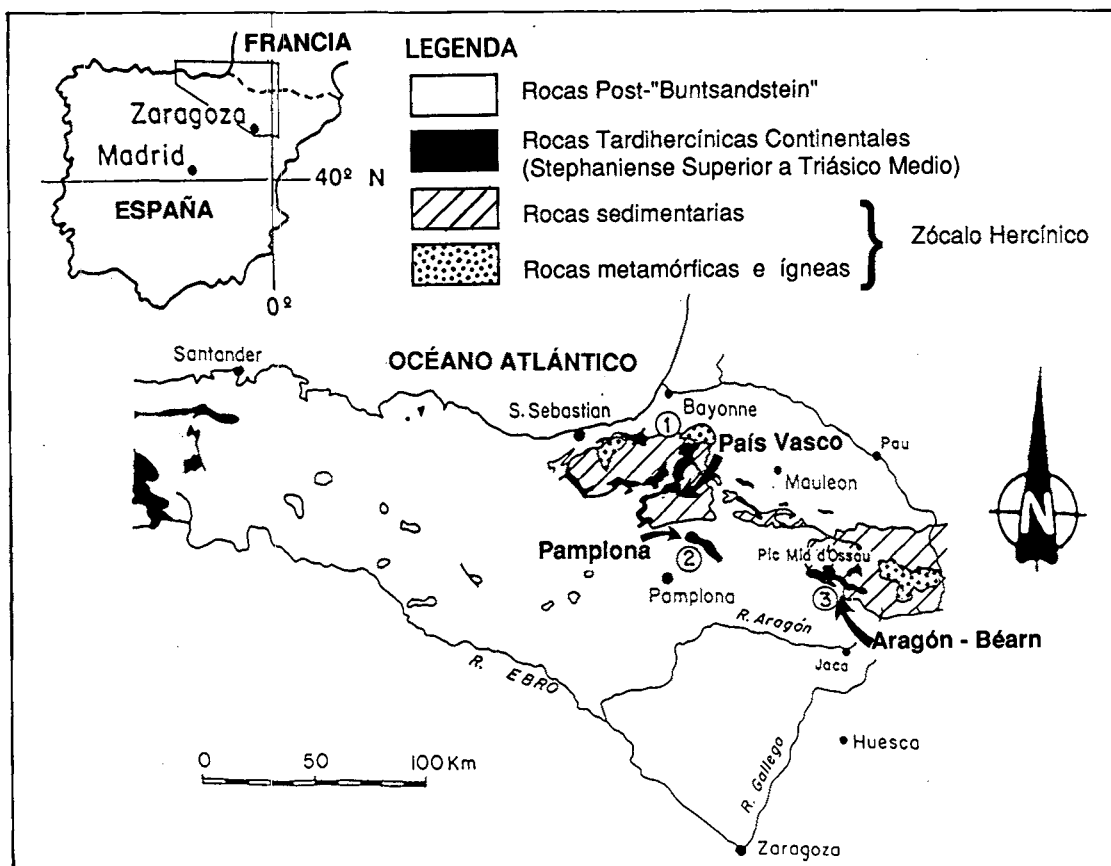 FRANCIA
Zaragoza
Madrid
40º N
ESPAÑA
0º
LEGENDA
Rocas Post-"Buntsandstein"
Rocas Tardihercínicas Continentales
(Stephaniense Superior a Triásico Medio)
Rocas sedimentarias
Rocas metamórficas e ígneas
Zócalo Hercínico
Santander
OCÉANO ATLÁNTICO
S. Sebastian
Bayonne
1
País Vasco
Pau
Mauleon
N
Pamplona
2
Pic Mid d'Ossau
Pamplona
3
R. Aragón
Aragón - Béarn
Jaca
R. EBRO
0 50 100 Km
Huesca
R. Gallego
Zaragoza